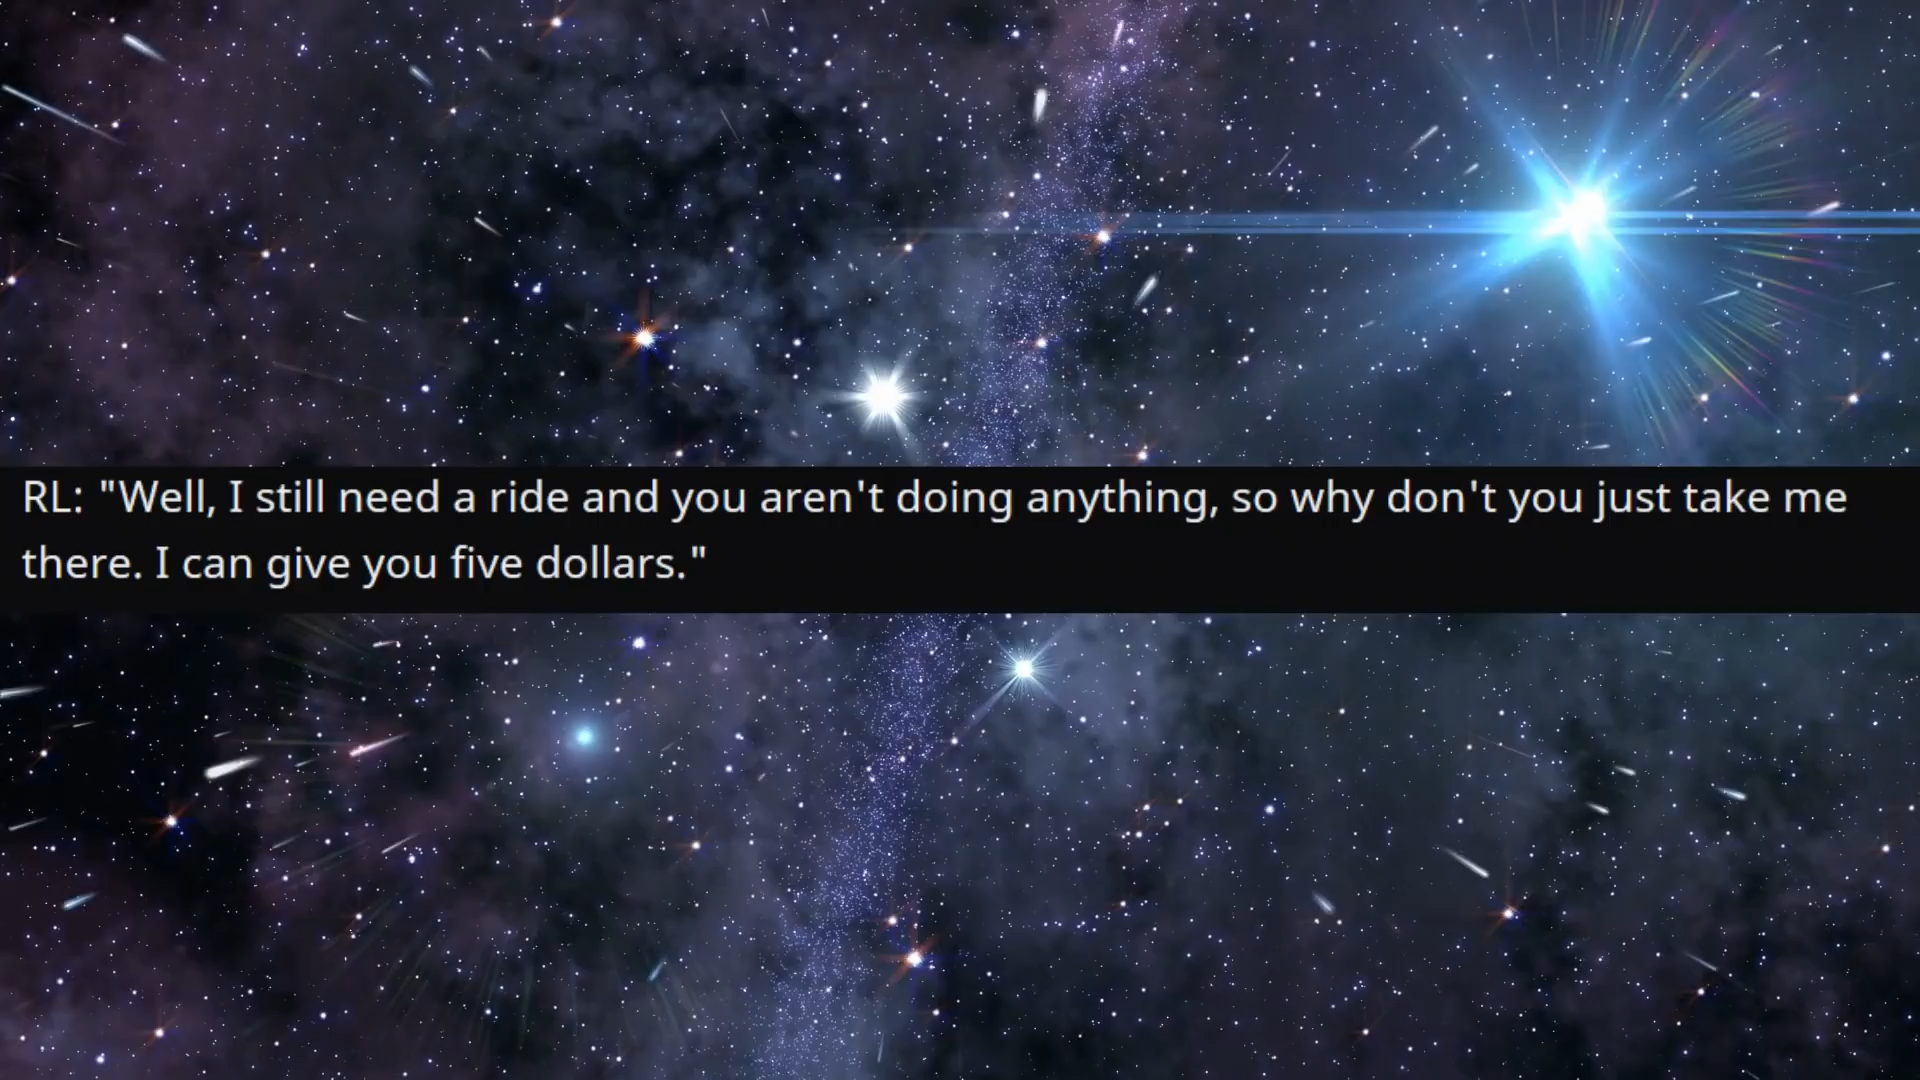 RL: "Well, I still need a ride and you aren't doing anything, so why don't you just take me
there. I can give you five dollars."